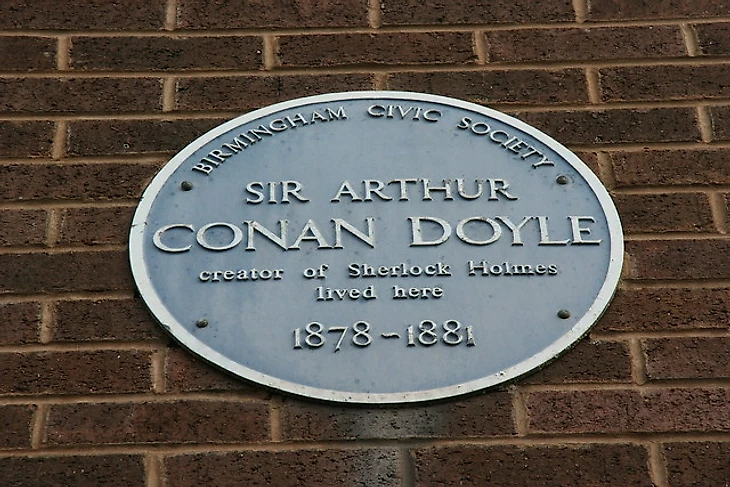 BIRMINGHAM CIVIC SOCIETY
SIR ARTHUR
CONAN DOYLE
creator of Sherlock Holmes
lived here
1878-1881